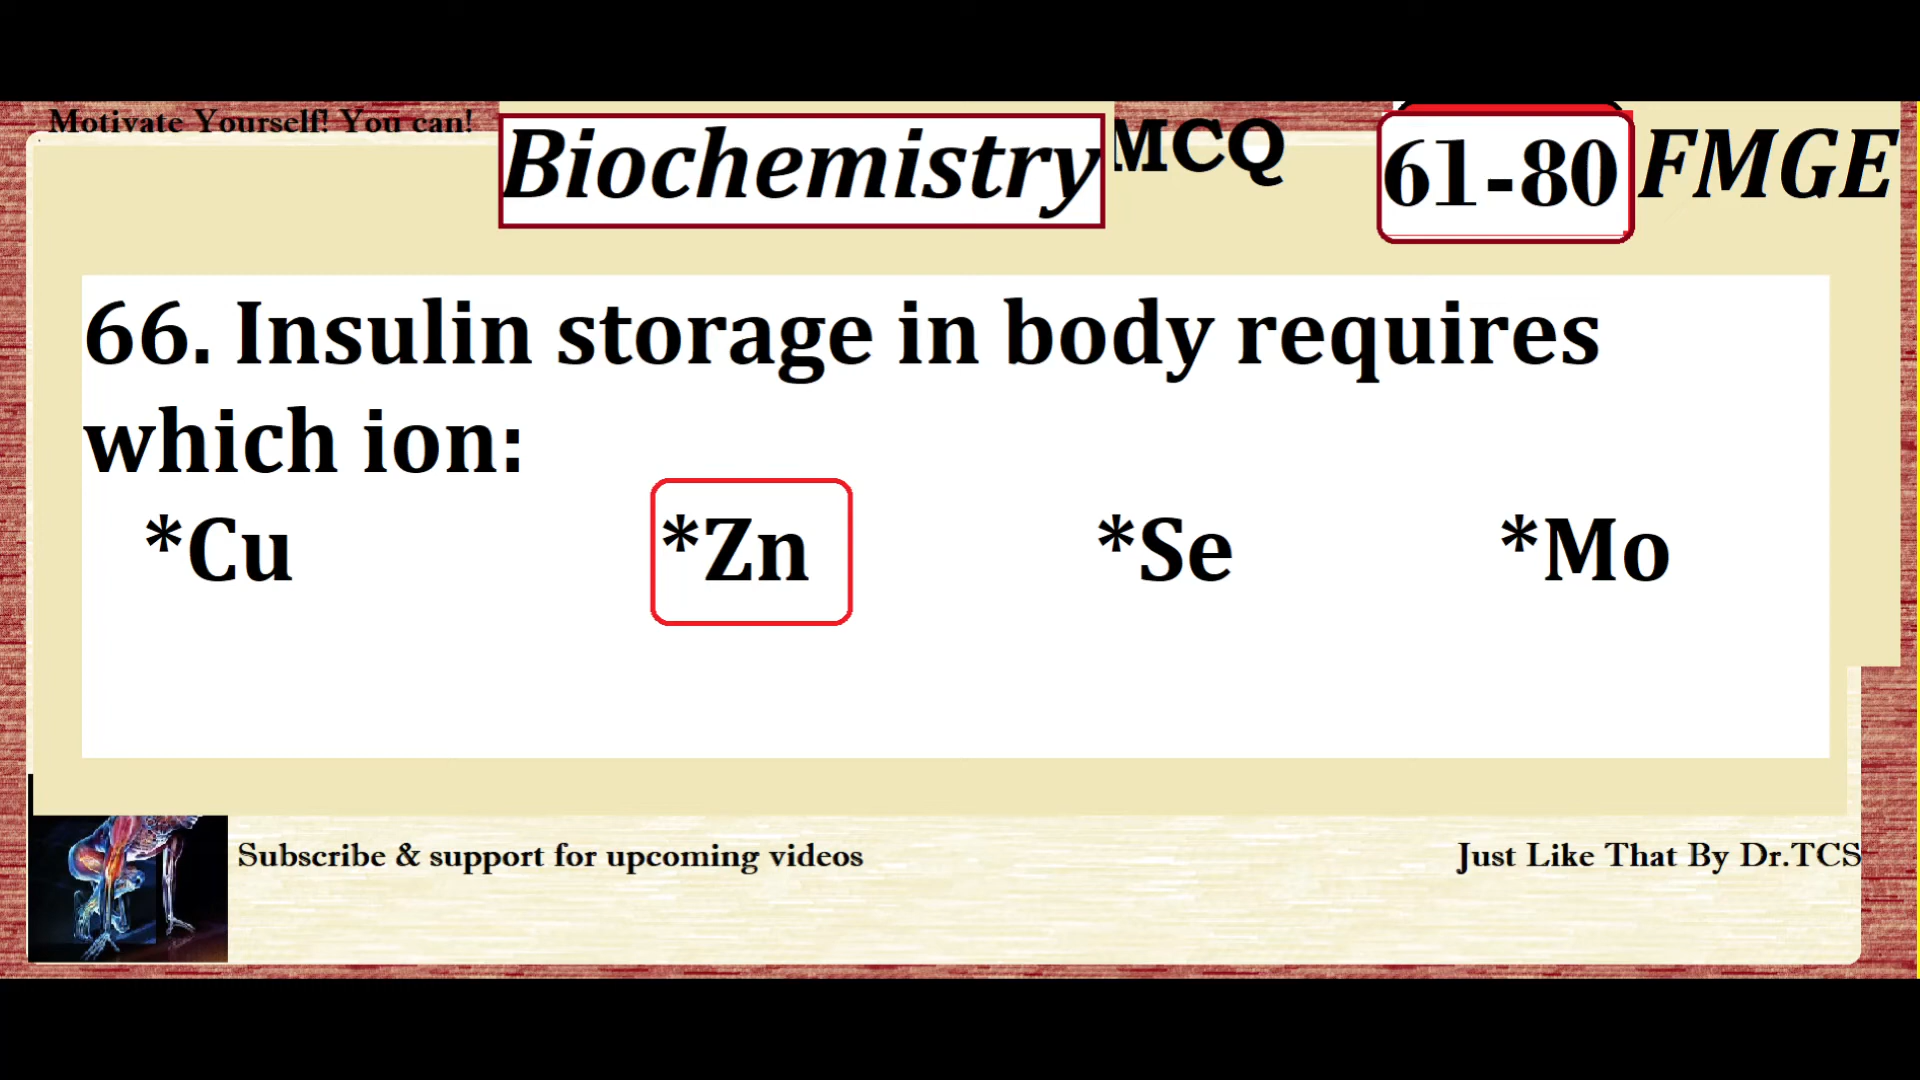 Motivate Yourself! You can!
Biochemistry MCQ 61-80 FMGE
66. Insulin storage in body requires
which ion:
*Cu *Zn *Se *Mo
Subscribe & support for upcoming videos
Just Like That By Dr.TCS